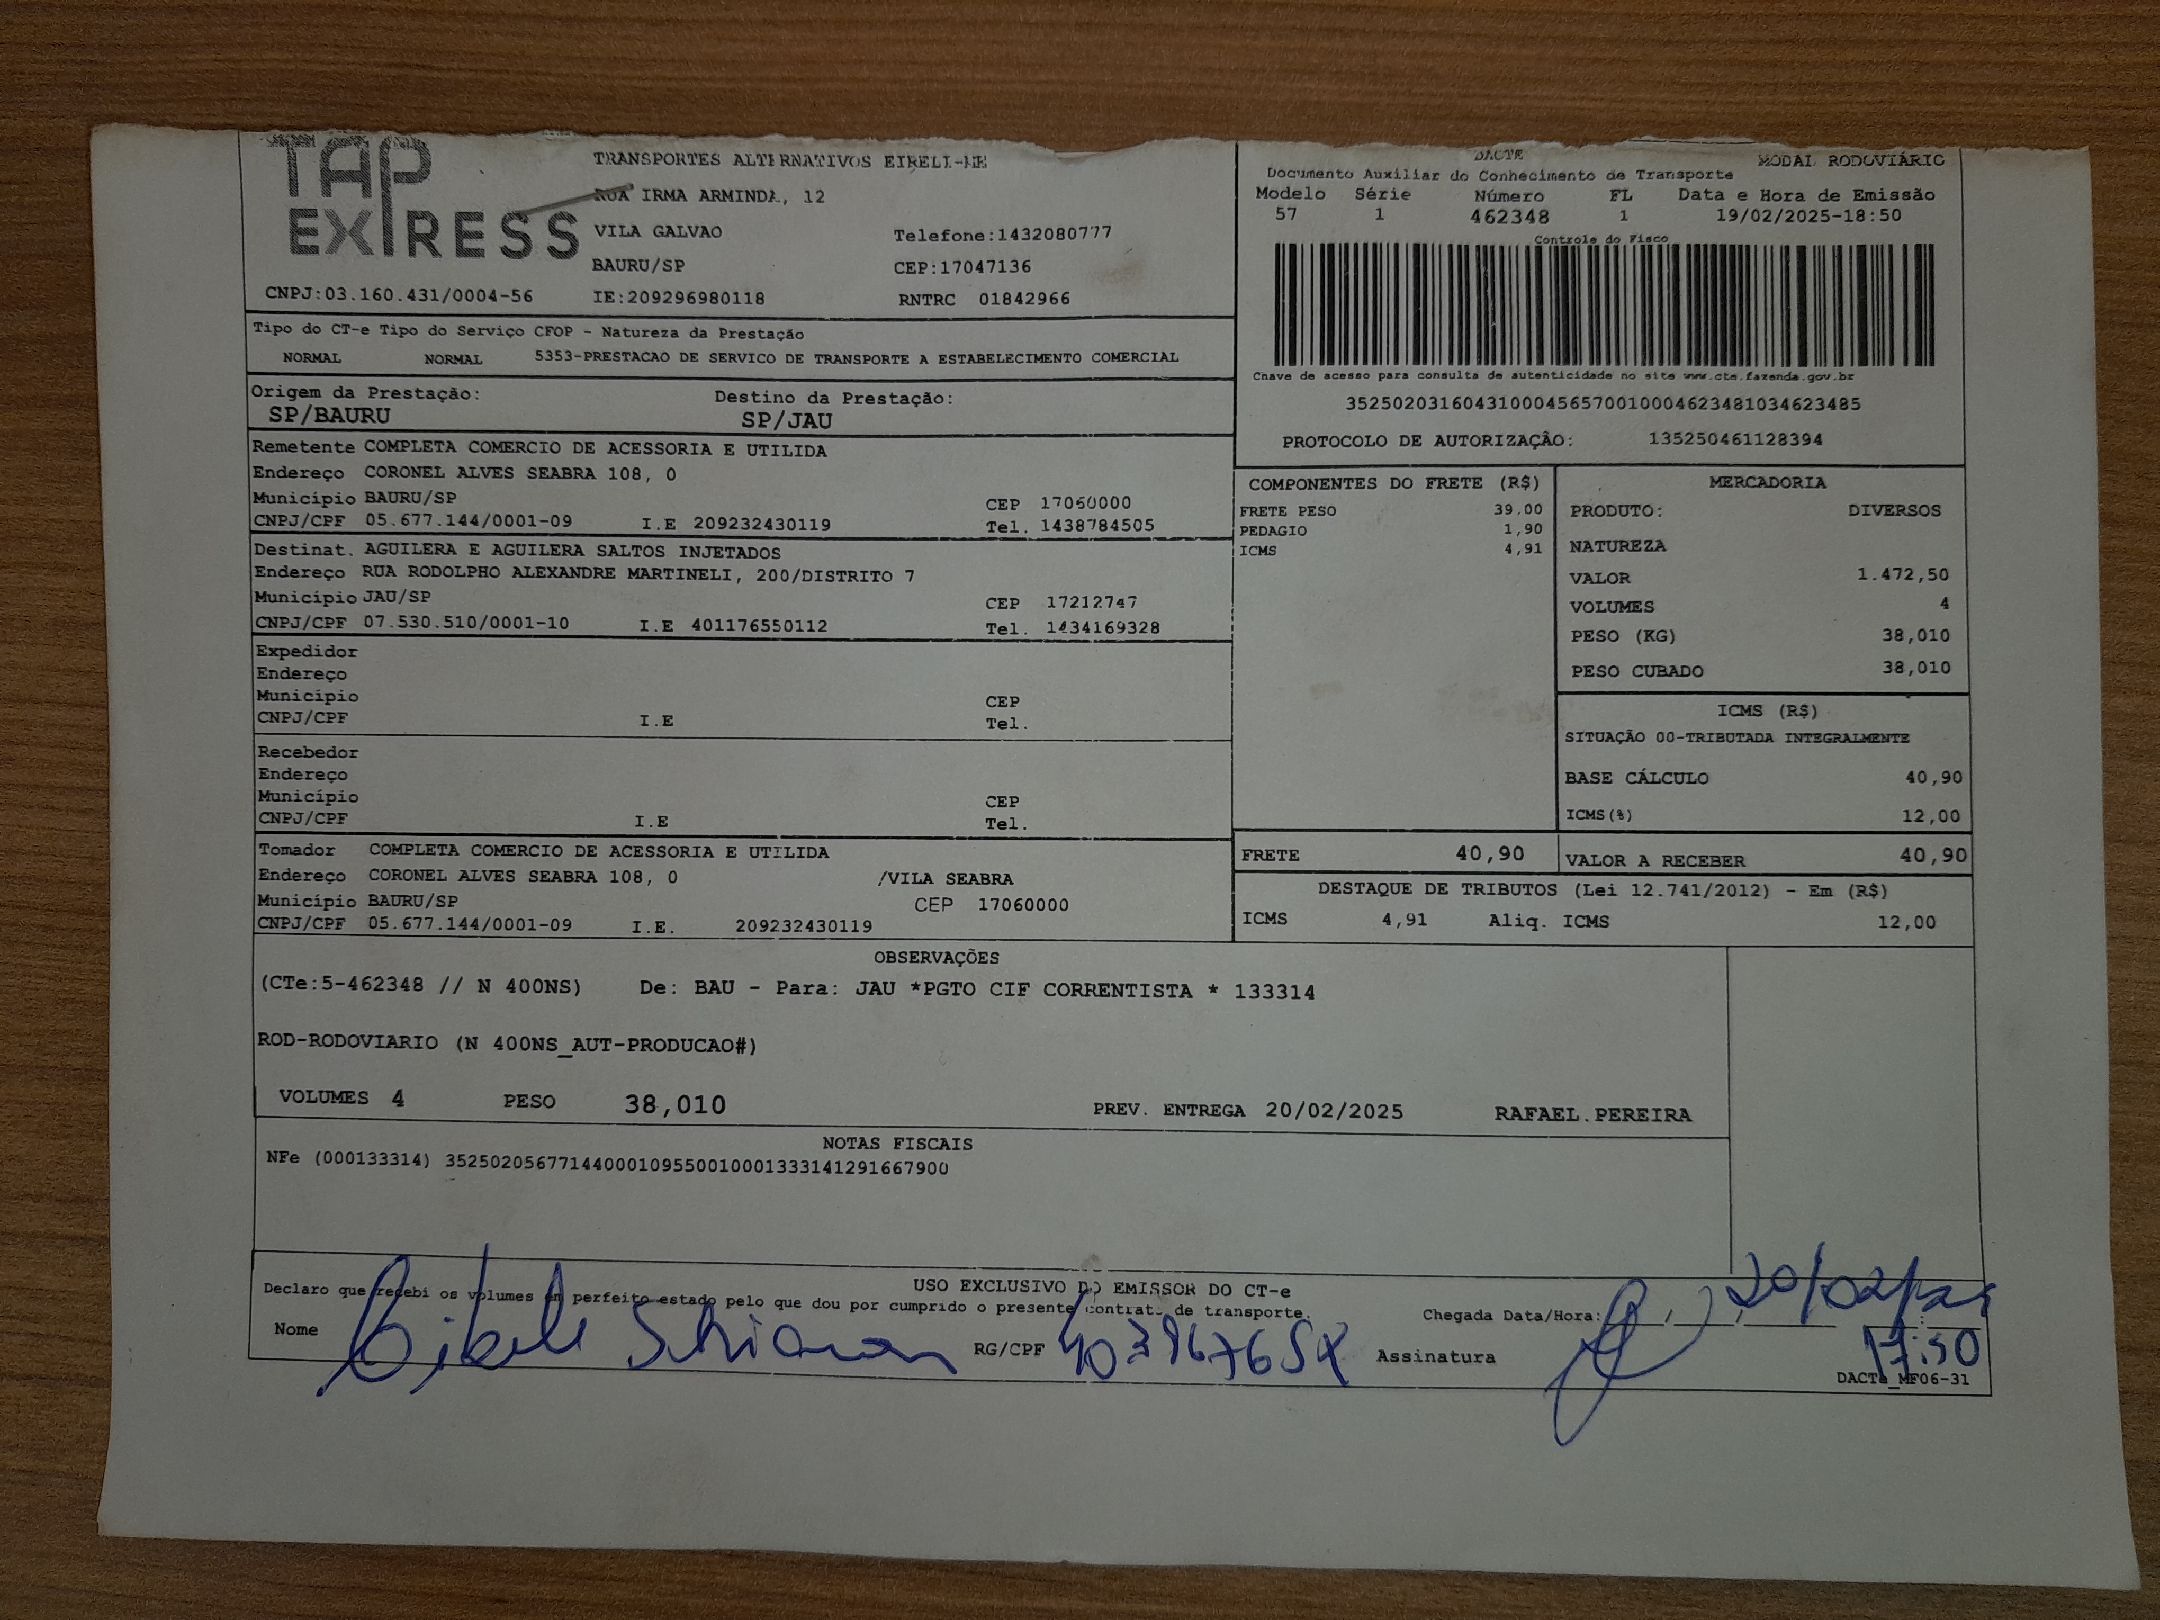 TAP EXPRESS
TRANSPORTES ALTERNATIVOS EIRELI-ME
RUA IRMA ARMINDA, 12
VILA GALVAO Telefone:1432080777
BAURU/SP CEP:17047136
CNPJ:03.160.431/0004-56 IE:209296980118 RNTRC 01842966
DACTE MODAL RODOVIÁRIO
Documento Auxiliar do Conhecimento de Transporte
Modelo Série Número FL Data e Hora de Emissão
57 1 462348 1 19/02/2025-18:50
Controle do Fisco
Chave de acesso para consulta de autenticidade no site www.cte.fazenda.gov.br
35250203160431000456570010004623481034623485
PROTOCOLO DE AUTORIZAÇÃO: 135250461128394
Tipo do CT-e Tipo do Serviço CFOP - Natureza da Prestação
NORMAL NORMAL 5353-PRESTACAO DE SERVICO DE TRANSPORTE A ESTABELECIMENTO COMERCIAL
Origem da Prestação: Destino da Prestação:
SP/BAURU SP/JAU
Remetente COMPLETA COMERCIO DE ACESSORIA E UTILIDA
Endereço CORONEL ALVES SEABRA 108, 0
Município BAURU/SP CEP 17060000
CNPJ/CPF 05.677.144/0001-09 I.E 209232430119 Tel. 1438784505
Destinat. AGUILERA E AGUILERA SALTOS INJETADOS
Endereço RUA RODOLPHO ALEXANDRE MARTINELI, 200/DISTRITO 7
Município JAU/SP CEP 17212747
CNPJ/CPF 07.530.510/0001-10 I.E 401176550112 Tel. 1434169328
Expedidor
Endereço
Município CEP
CNPJ/CPF I.E Tel.
Recebedor
Endereço
Município CEP
CNPJ/CPF I.E Tel.
Tomador COMPLETA COMERCIO DE ACESSORIA E UTILIDA
Endereço CORONEL ALVES SEABRA 108, 0 /VILA SEABRA
Município BAURU/SP CEP 17060000
CNPJ/CPF 05.677.144/0001-09 I.E. 209232430119
COMPONENTES DO FRETE (R$)
FRETE PESO 39,00
PEDAGIO 1,90
ICMS 4,91
MERCADORIA
PRODUTO: DIVERSOS
NATUREZA
VALOR 1.472,50
VOLUMES 4
PESO (KG) 38,010
PESO CUBADO 38,010
ICMS (R$)
SITUAÇÃO 00-TRIBUTADA INTEGRALMENTE
BASE CÁLCULO 40,90
ICMS(%) 12,00
FRETE 40,90 VALOR A RECEBER 40,90
DESTAQUE DE TRIBUTOS (Lei 12.741/2012) - Em (R$)
ICMS 4,91 Aliq. ICMS 12,00
OBSERVAÇÕES
(CTe:5-462348 // N 400NS) De: BAU - Para: JAU *PGTO CIF CORRENTISTA * 133314
ROD-RODOVIARIO (N 400NS_AUT-PRODUCAO#)
VOLUMES 4 PESO 38,010 PREV. ENTREGA 20/02/2025 RAFAEL.PEREIRA
NOTAS FISCAIS
NFe (000133314) 35250205677144000109550010001333141291667900
USO EXCLUSIVO DO EMISSOR DO CT-e
Declaro que recebi os volumes em perfeito estado pelo que dou por cumprido o presente contrato de transporte.
Chegada Data/Hora: 20/02/
Nome RG/CPF Assinatura 17:50
DACTE_MF06-31